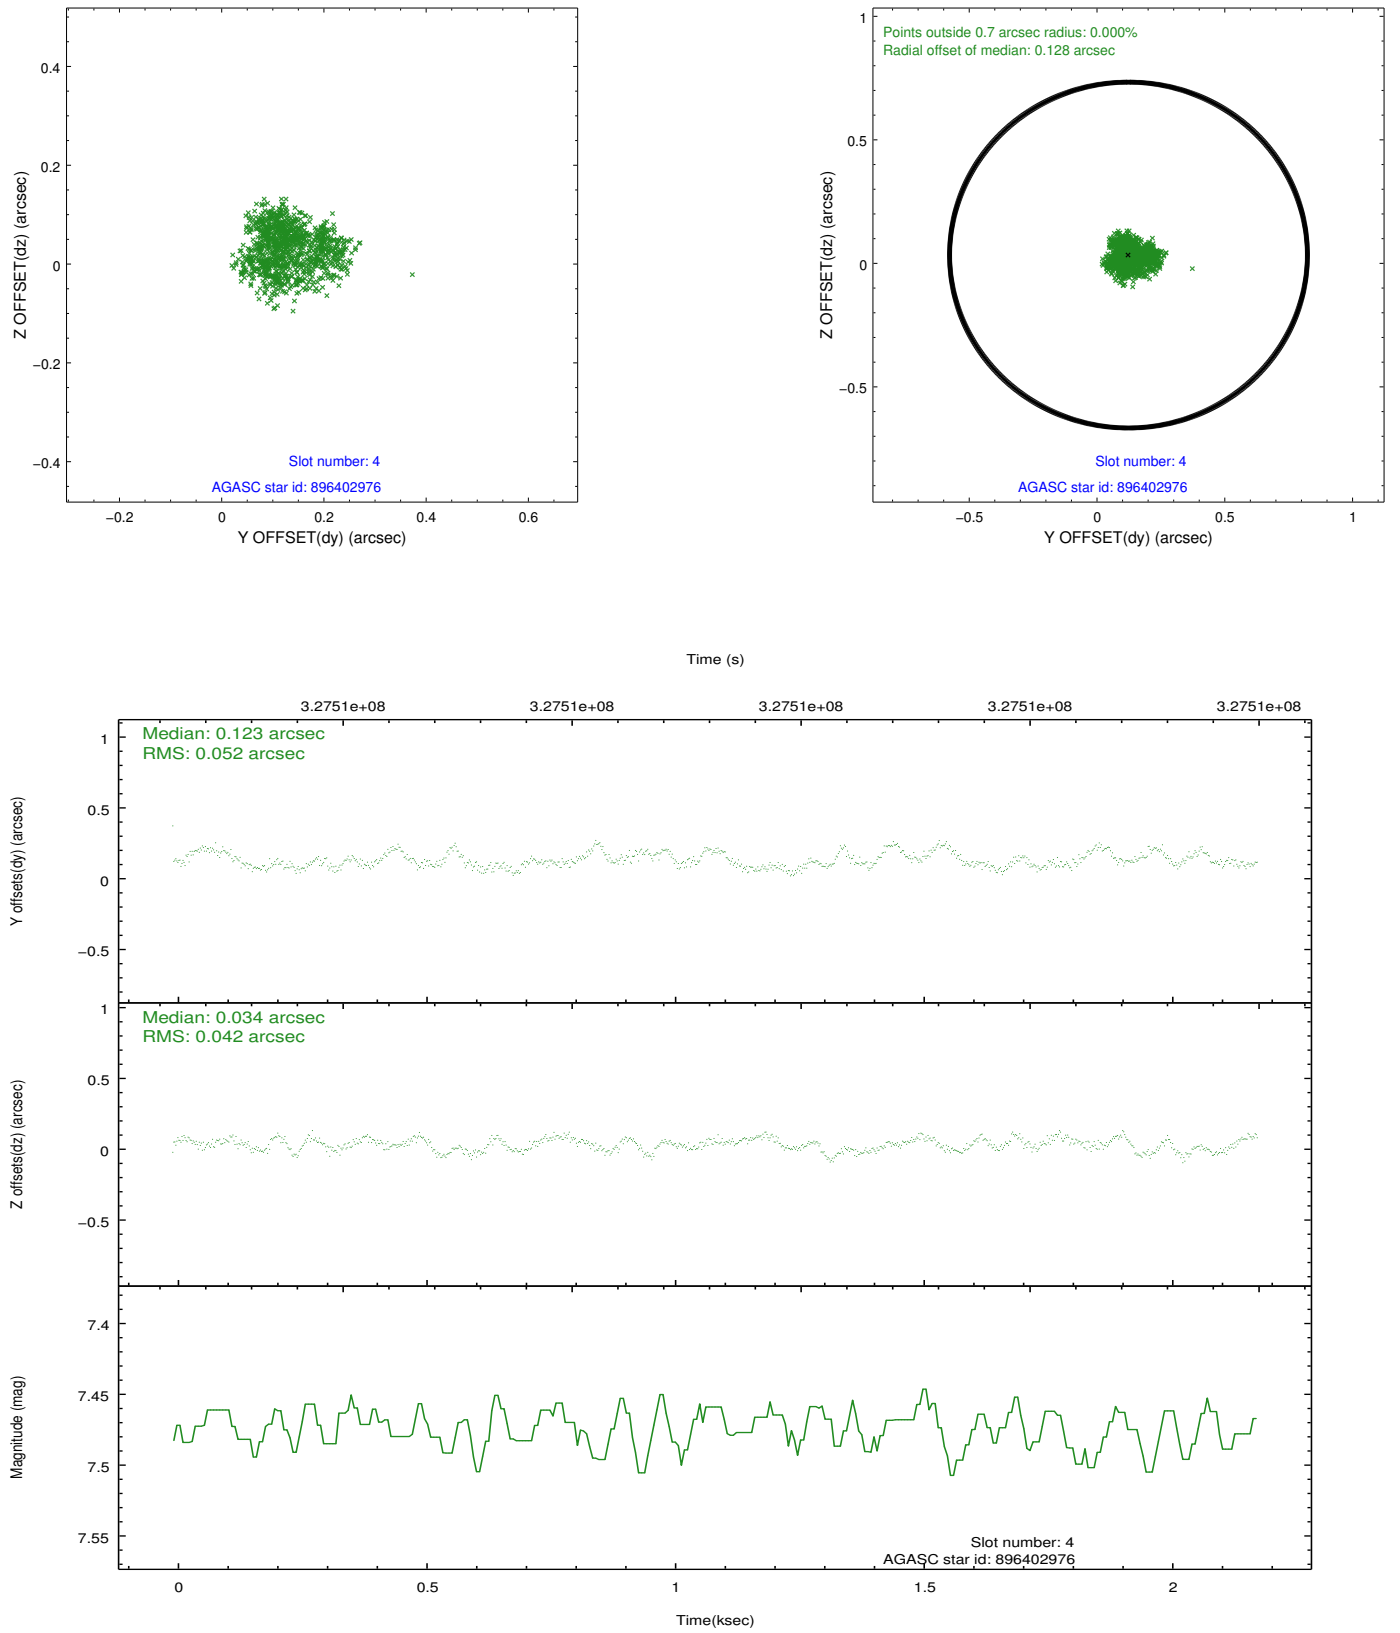 0.4
0.2
0
−0.2
−0.4
Z OFFSET(dz) (arcsec)
Slot number: 4
AGASC star id: 896402976
−0.2 0 0.2 0.4 0.6
Y OFFSET(dy) (arcsec)
Points outside 0.7 arcsec radius: 0.000%
Radial offset of median: 0.128 arcsec
1
0.5
0
−0.5
Z OFFSET(dz) (arcsec)
Slot number: 4
AGASC star id: 896402976
−0.5 0 0.5 1
Y OFFSET(dy) (arcsec)
Time (s)
3.2751e+08 3.2751e+08 3.2751e+08 3.2751e+08 3.2751e+08
Median: 0.123 arcsec
RMS: 0.052 arcsec
1
0.5
0
−0.5
Y offsets(dy) (arcsec)
Median: 0.034 arcsec
RMS: 0.042 arcsec
1
0.5
0
−0.5
Z offsets(dz) (arcsec)
7.4
7.45
7.5
7.55
Magnitude (mag)
Slot number: 4
AGASC star id: 896402976
0 0.5 1 1.5 2
Time(ksec)